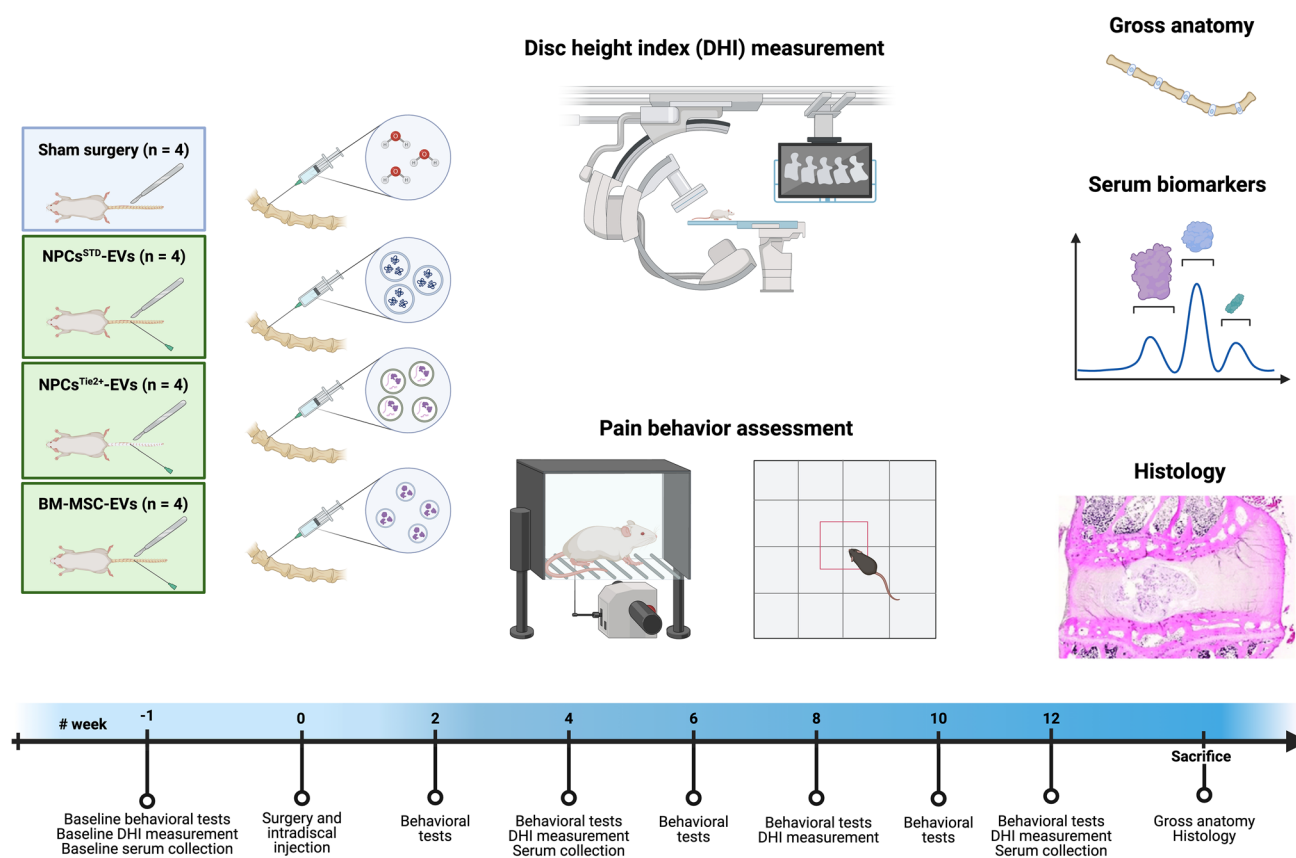 Disc height index (DHI) measurement
Gross anatomy
Sham surgery (n = 4)
NPCsSTD-EVs (n = 4)
NPCsTie2+-EVs (n = 4)
BM-MSC-EVs (n = 4)
O
H
H
O
H
H
O
H
H
Serum biomarkers
Pain behavior assessment
Histology
# week
-1
0
2
4
6
8
10
12
Sacrifice
Baseline behavioral tests
Baseline DHI measurement
Baseline serum collection
Surgery and
intradiscal
injection
Behavioral
tests
Behavioral tests
DHI measurement
Serum collection
Behavioral
tests
Behavioral tests
DHI measurement
Behavioral
tests
Behavioral tests
DHI measurement
Serum collection
Gross anatomy
Histology